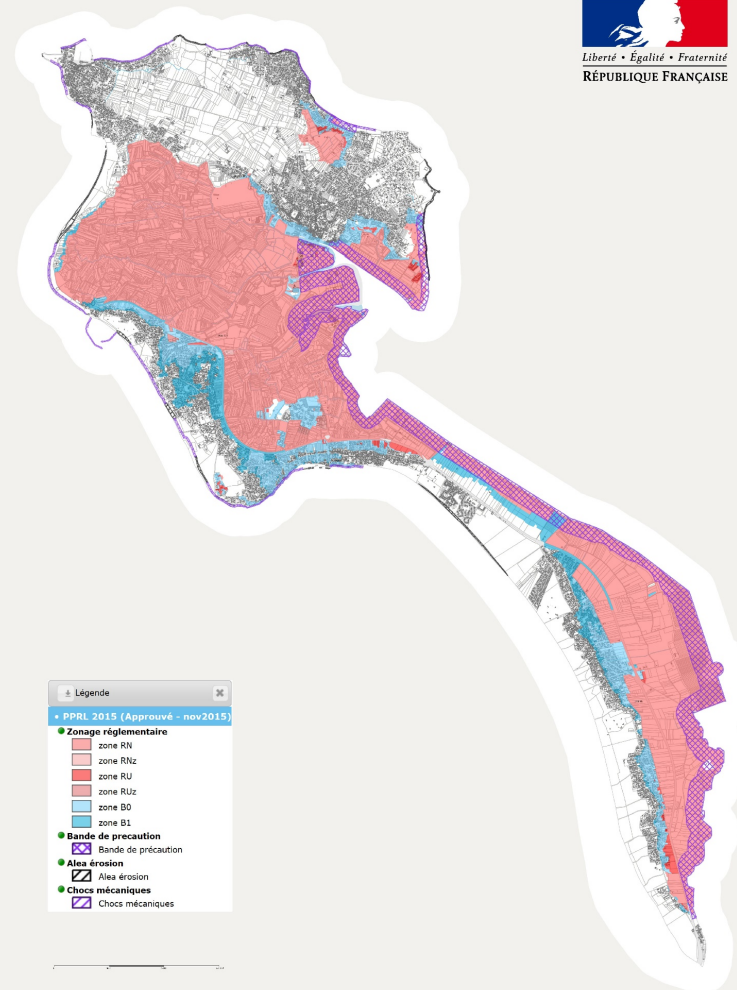 Liberté • Égalité • Fraternité
RÉPUBLIQUE FRANÇAISE
Légende
PPRL 2015 (Approuvé - nov2015)
Zonage réglementaire
zone RN
zone RNz
zone RU
zone RUz
zone B0
zone B1
Bande de precaution
Bande de précaution
Alea érosion
Alea érosion
Chocs mécaniques
Chocs mécaniques